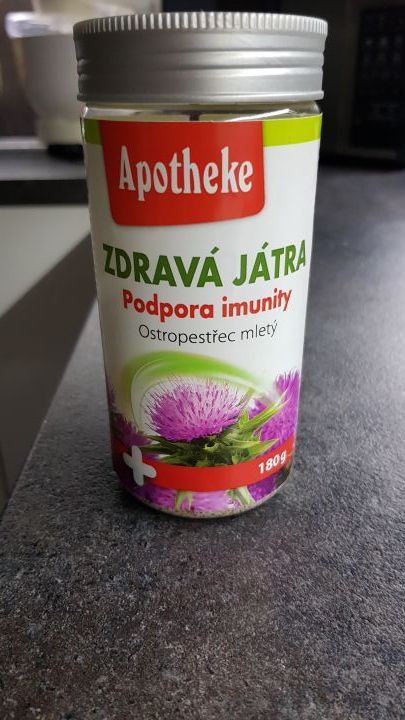 Apotheke
ZDRAVÁ JÁTRA
Podpora imunity
Ostropestřec mletý
180g